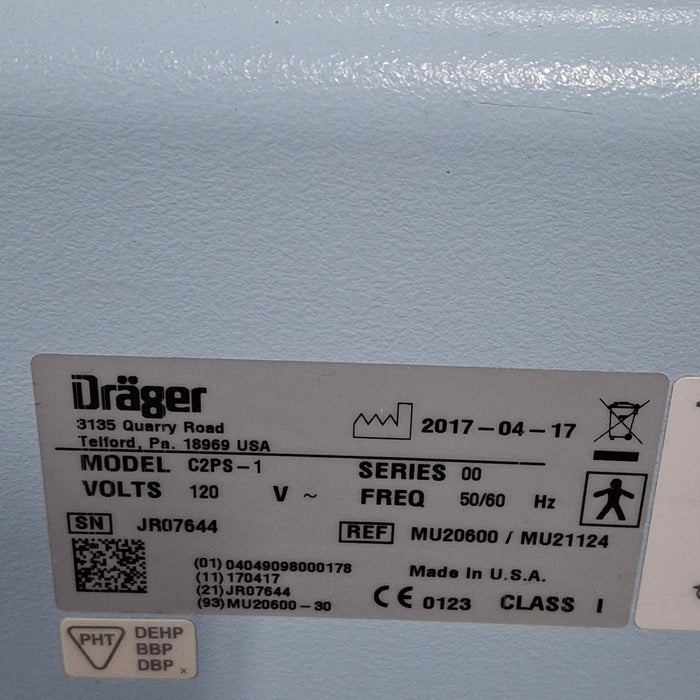 Dräger
3135 Quarry Road
Telford, Pa. 18969 USA
2017-04-17
MODEL C2PS-1
SERIES 00
VOLTS 120 V ~
FREQ 50/60 Hz
SN JR07644
REF MU20600 / MU21124
(01) 04049098000178
(11) 170417
(21) JR07644
(93) MU20600-30
Made in U.S.A.
CE 0123 CLASS I
PHT
DEHP
BBP
DBP